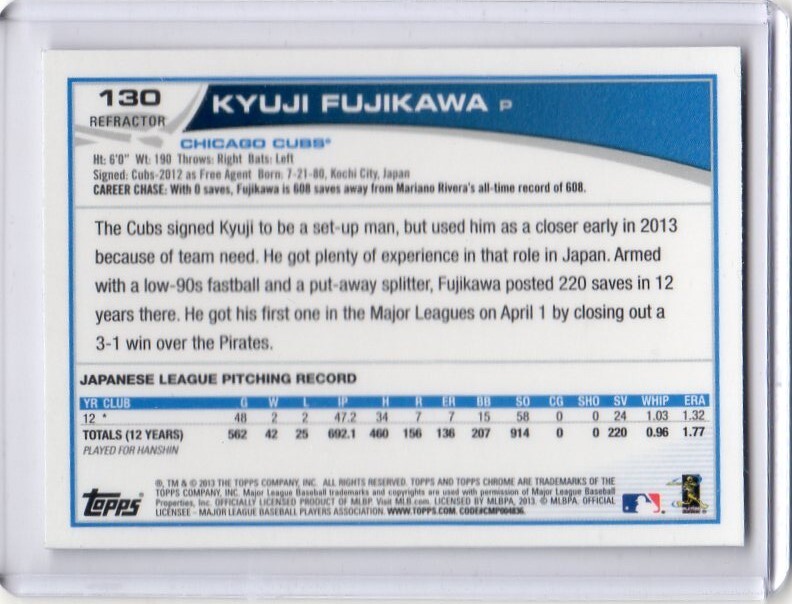 130
REFRACTOR
KYUJI FUJIKAWA P
CHICAGO CUBS®
Ht: 6'0" Wt: 190 Throws: Right Bats: Left
Signed: Cubs-2012 as Free Agent Born: 7-21-80, Kochi City, Japan
CAREER CHASE: With 0 saves, Fujikawa is 608 saves away from Mariano Rivera's all-time record of 608.
The Cubs signed Kyuji to be a set-up man, but used him as a closer early in 2013
because of team need. He got plenty of experience in that role in Japan. Armed
with a low-90s fastball and a put-away splitter, Fujikawa posted 220 saves in 12
years there. He got his first one in the Major Leagues on April 1 by closing out a
3-1 win over the Pirates.
JAPANESE LEAGUE PITCHING RECORD
YR CLUB G W L IP H R ER BB SO CG SHO SV WHIP ERA
12 * 48 2 2 47.2 34 7 7 15 58 0 0 24 1.03 1.32
TOTALS (12 YEARS) 562 42 25 692.1 460 156 136 207 914 0 0 220 0.96 1.77
PLAYED FOR HANSHIN
®, TM & © 2013 THE TOPPS COMPANY, INC. ALL RIGHTS RESERVED. TOPPS AND TOPPS CHROME ARE TRADEMARKS OF THE
TOPPS COMPANY, INC. Major League Baseball trademarks and copyrights are used with permission of Major League Baseball
Properties, Inc. OFFICIALLY LICENSED PRODUCT OF MLBP. Visit MLB.com. LICENSED BY MLBPA, 2013. © MLBPA, OFFICIAL
LICENSEE - MAJOR LEAGUE BASEBALL PLAYERS ASSOCIATION. WWW.TOPPS.COM. CODE#CMP004836.
Topps®